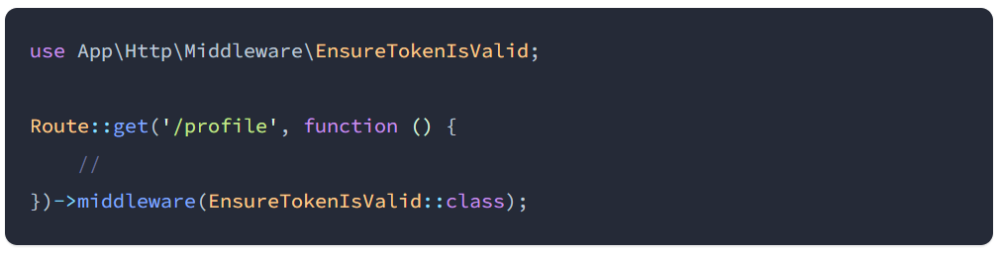 use App\Http\Middleware\EnsureTokenIsValid;
Route::get('/profile', function () {
    //
})->middleware(EnsureTokenIsValid::class);